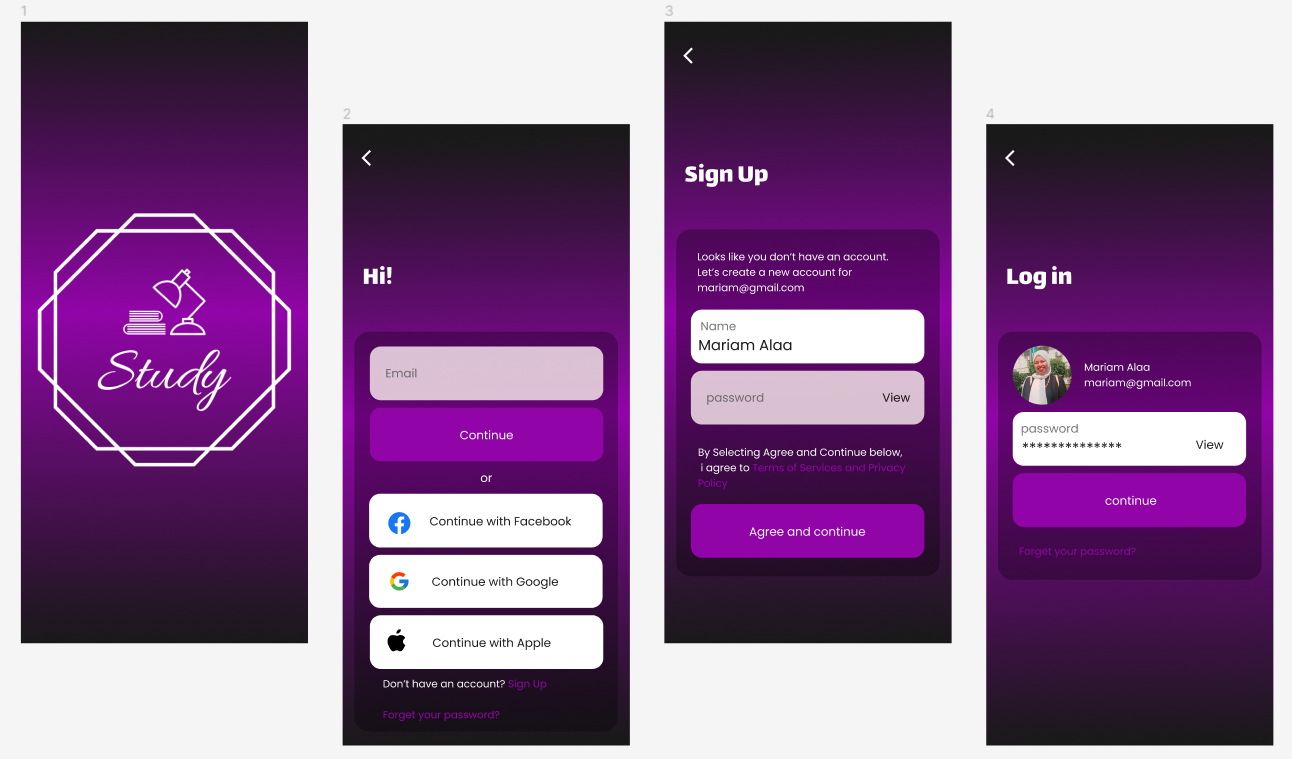 1
Study
2
Hi!
Email
Continue
or
Continue with Facebook
Continue with Google
Continue with Apple
Don't have an account? Sign Up
Forget your password?
3
Sign Up
Looks like you don't have an account.
Let's create a new account for
mariam@gmail.com
Name
Mariam Alaa
password View
By Selecting Agree and Continue below,
i agree to Terms of Services and Privacy
Policy
Agree and continue
4
Log in
Mariam Alaa
mariam@gmail.com
password
************** View
continue
Forget your password?